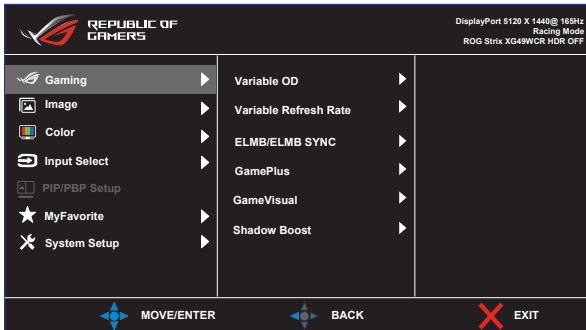 REPUBLIC OF
GAMERS
DisplayPort 5120 X 1440@ 165Hz
Racing Mode
ROG Strix XG49WCR HDR OFF
Gaming
Image
Color
Input Select
PIP/PBP Setup
MyFavorite
System Setup
Variable OD
Variable Refresh Rate
ELMB/ELMB SYNC
GamePlus
GameVisual
Shadow Boost
MOVE/ENTER
BACK
EXIT